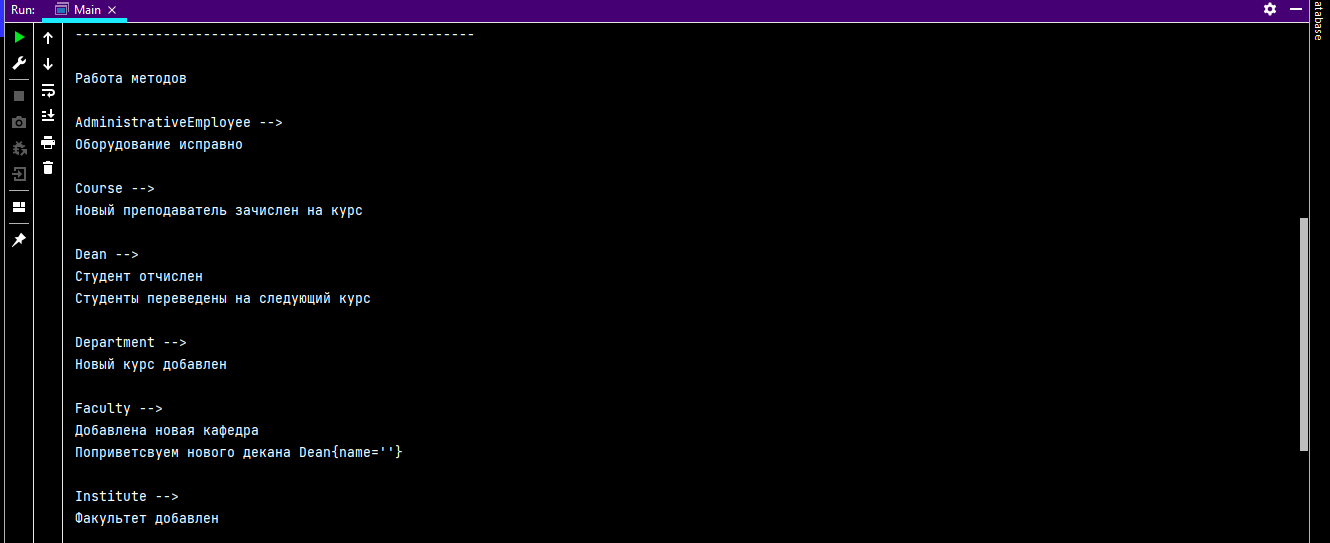 Run: Main
atabase
--------------------------------------------------
Работа методов
AdministrativeEmployee -->
Оборудование исправно
Course -->
Новый преподаватель зачислен на курс
Dean -->
Студент отчислен
Студенты переведены на следующий курс
Department -->
Новый курс добавлен
Faculty -->
Добавлена новая кафедра
Поприветсвуем нового декана Dean{name=''}
Institute -->
Факультет добавлен